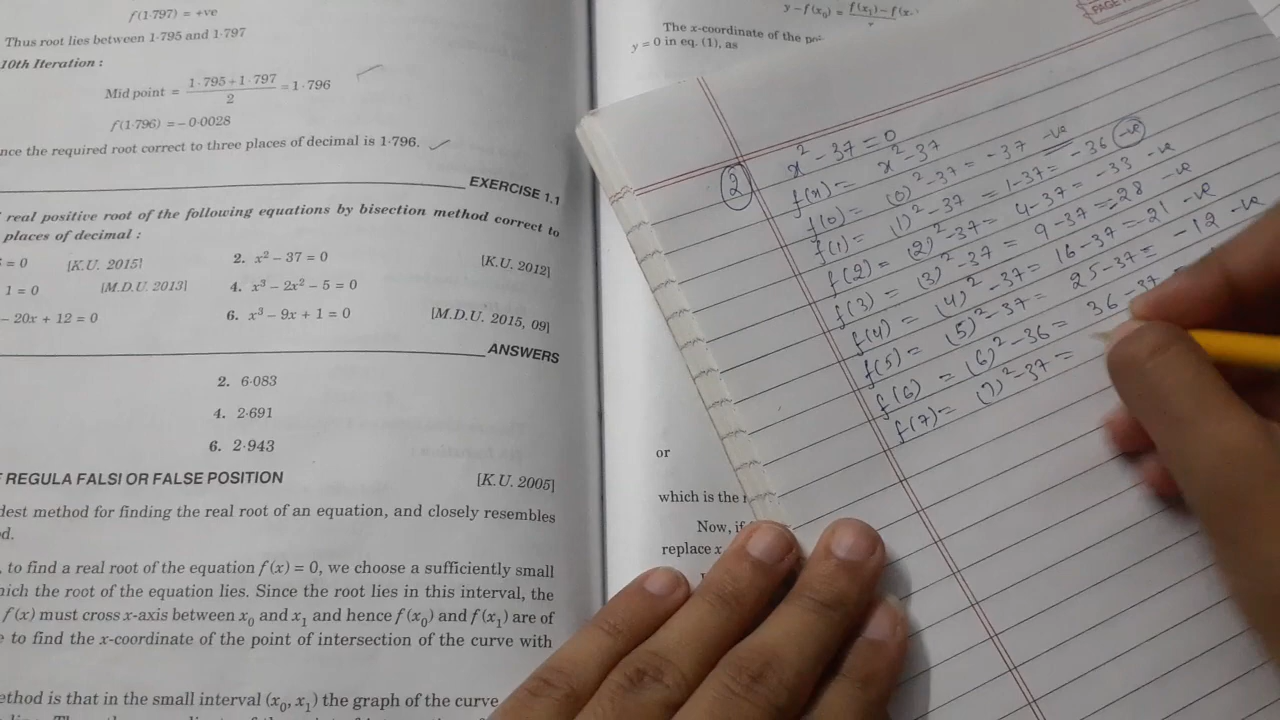 f(1·797) = +ve
Thus root lies between 1·795 and 1·797
10th Iteration :
Mid point = 1·795 + 1·797 / 2 = 1·796
f(1·796) = – 0·0028
nce the required root correct to three places of decimal is 1·796.
EXERCISE 1.1
real positive root of the following equations by bisection method correct to
places of decimal :
= 0 [K.U. 2015] 2. x² – 37 = 0 [K.U. 2012]
1 = 0 [M.D.U. 2013] 4. x³ – 2x² – 5 = 0
– 20x + 12 = 0 6. x³ – 9x + 1 = 0 [M.D.U. 2015, 09]
ANSWERS
2. 6·083
4. 2·691
6. 2·943
REGULA FALSI OR FALSE POSITION [K.U. 2005]
dest method for finding the real root of an equation, and closely resembles
d.
, to find a real root of the equation f(x) = 0, we choose a sufficiently small
hich the root of the equation lies. Since the root lies in this interval, the
f(x) must cross x-axis between x₀ and x₁ and hence f(x₀) and f(x₁) are of
e to find the x-coordinate of the point of intersection of the curve with
ethod is that in the small interval (x₀, x₁) the graph of the curve
y – f(x₀) = f(x₁) – f(x
The x-coordinate of the
y = 0 in eq. (1), as
or
which is the
Now, if
replace x
PAGE
2 x² - 37 = 0
f(x) = x² - 37
f(0) = (0)² - 37 = - 37 -ve
f(1) = (1)² - 37 = 1 - 37 = - 36 -ve
f(2) = (2)² - 37 = 4 - 37 = - 33 -ve
f(3) = (3)² - 37 = 9 - 37 = - 28 -ve
f(4) = (4)² - 37 = 16 - 37 = - 21 -ve
f(5) = (5)² - 37 = 25 - 37 = - 12 -ve
f(6) = (6)² - 36 = 36 - 37 =
f(7) = (7)² - 37 =